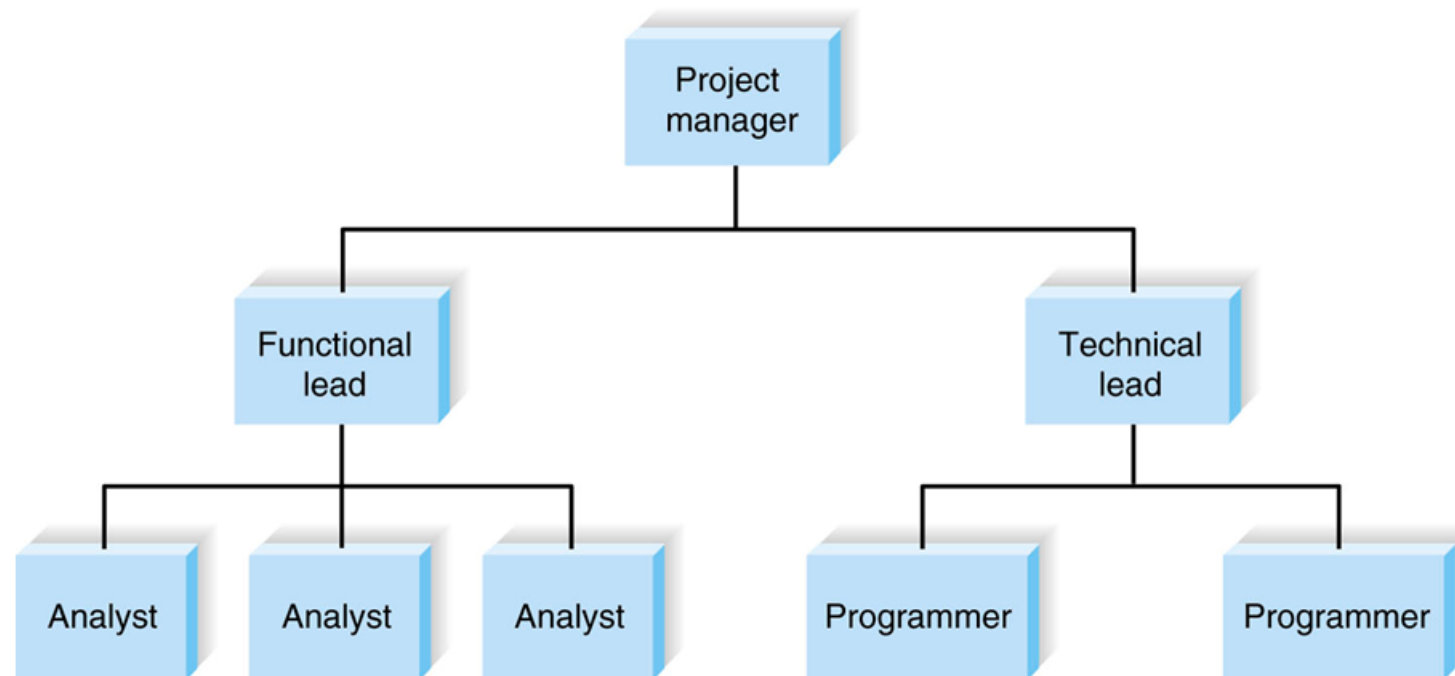 Project
manager
Functional
lead
Technical
lead
Analyst
Analyst
Analyst
Programmer
Programmer